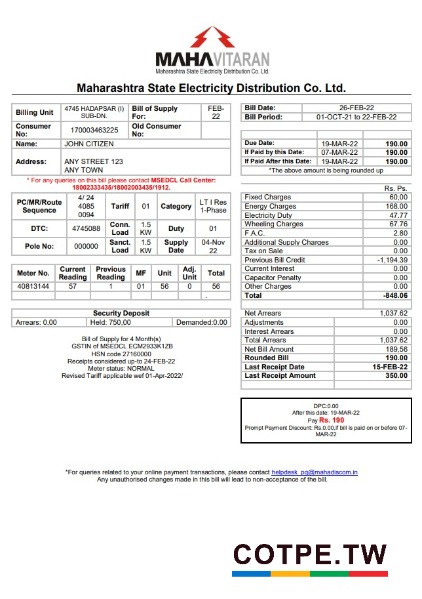 MAHAVITARAN
Maharashtra State Electricity Distribution Co. Ltd.
Maharashtra State Electricity Distribution Co. Ltd.
Billing Unit 4745 HADAPSAR (I) SUB-DN. Bill of Supply For: FEB-22
Consumer No: 170003463225 Old Consumer No:
Name: JOHN CITIZEN
Address: ANY STREET 123
ANY TOWN
* For any queries on this bill please contact MSEDCL Call Center:
18002333435/18002003435/1912.
PC/MR/Route Sequence 4/ 24 4085 0094 Tariff 01 Category LT I Res 1-Phase
DTC: 4745088 Conn. Load 1.5 KW DUTY 01
Pole No: 000000 Sanct. Load 1.5 KW Supply Date 04-Nov 22
Meter No. Current Reading Previous Reading MF Unit Adj. Unit Total
40813144 57 1 01 56 0 56
.
Security Deposit
Arrears: 0,00 Held: 750,00 Demanded:0.00
Bill of Supply for 4 Month(s)
GSTIN of MSEDCL ECM2933K1ZB
HSN code 27160000
Receipts considered up to 24-FEB-22
Meter status: NORMAL
Revised Tariff applicable wef 01-Apr-2022/
Bill Date: 26-FEB-22
Bill Period: 01-OCT-21 to 22-FEB-22
Due Date: 19-MAR-22 190.00
If Paid by this Date: 07-MAR-22 190.00
If Paid After this Date: 19-MAR-22 190.00
*The above amount is being rounded up
Rs. Ps.
Fixed Charges 60,00
Energy Charges 168.00
Electricity Duty 47.77
Wheeling Charges 67.76
F.A.C. 2.80
Additional Supply Charges 0.00
Tax on Sale 0.00
Previous Bill Credit -1,194.39
Current Interest 0.00
Capacitor Penalty 0.00
Other Charges 0.00
Total -848.06
Net Arrears 1,037.62
Adjustments 0.00
Interest Arrears 0.00
Total Arrears 1,037.62
Net Bill Amount 189,56
Rounded Bill 190.00
Last Receipt Date 15-FEB-22
Last Receipt Amount 350.00
DPC:0.00
After this date: 19-MAR-22
Pay Rs. 190
Prompt Payment Discount: Rs.0.00,if bill is paid on or before 07-
MAR-22
*For queries related to your online payment transactions, please contact helpdesk_pg@mahadiscom.in
Any unauthorised changes made in this bill will lead to non-acceptance of the bill.
COTPE.TW